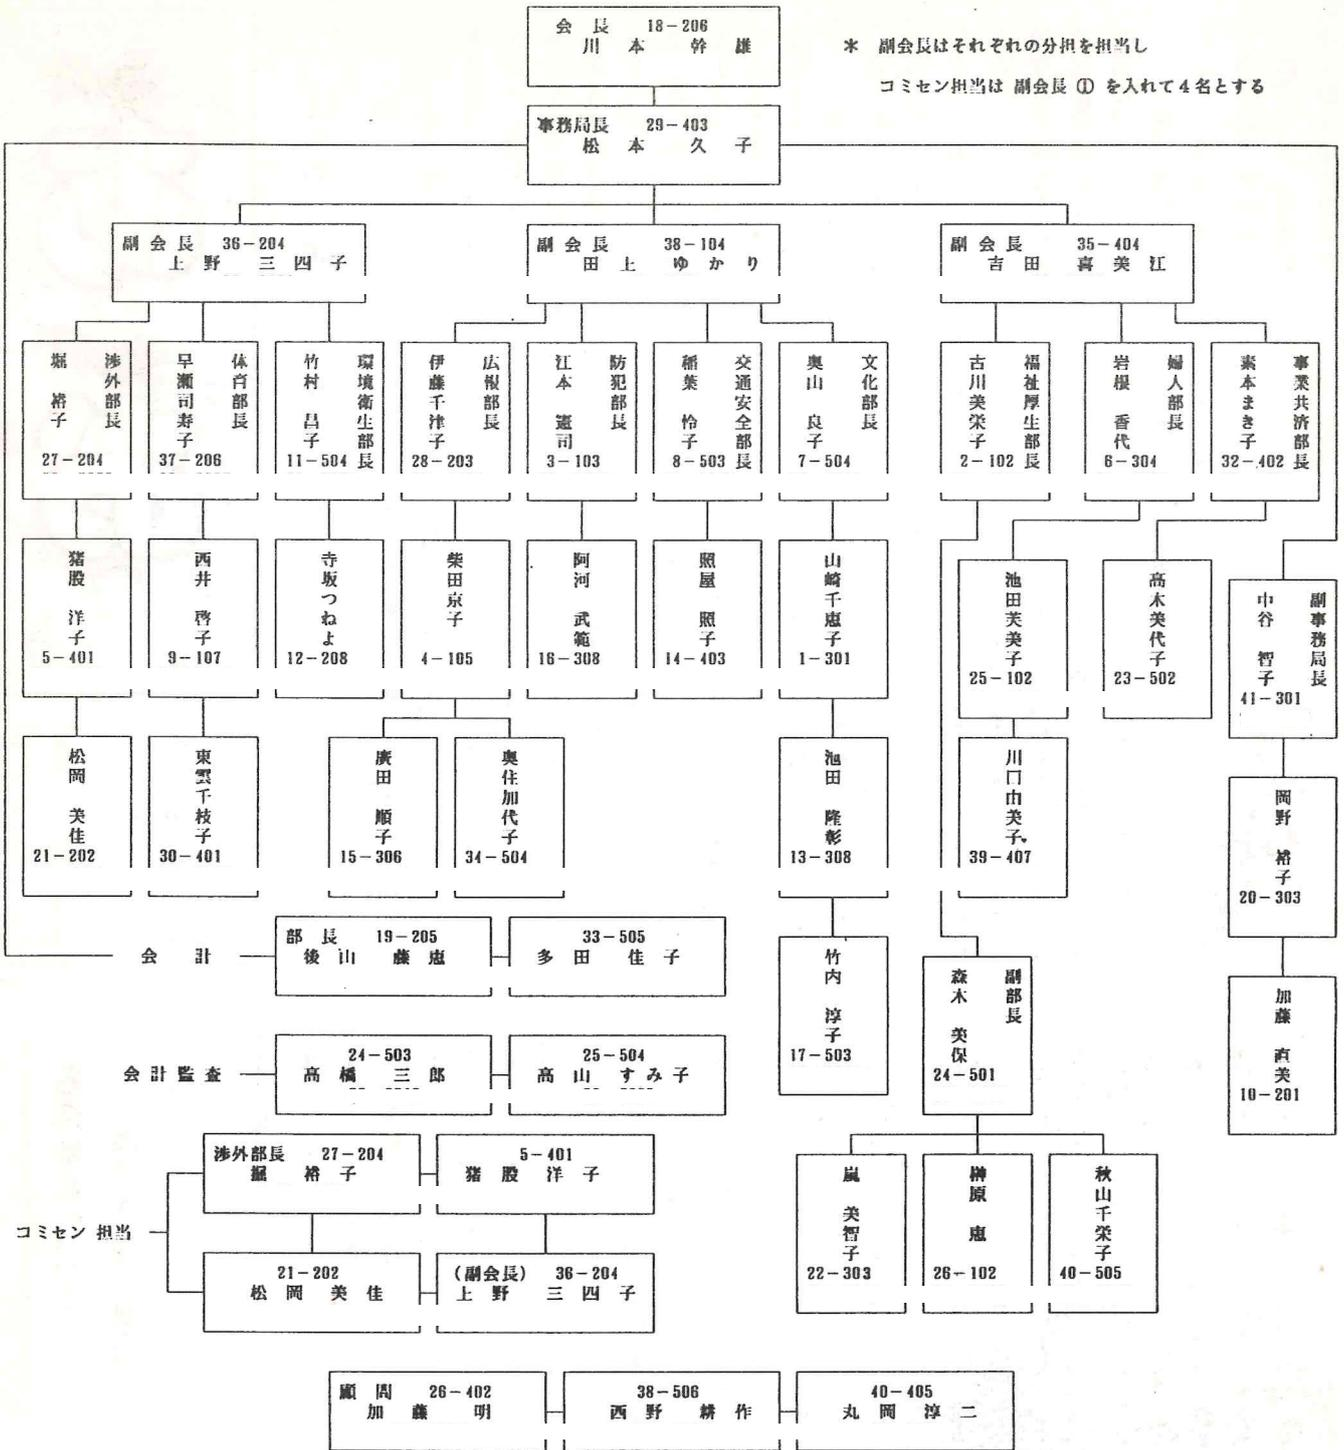 会長 18-206
川本 幹雄
* 副会長はそれぞれの分担を担当し
コミセン担当は 副会長 ① を入れて4名とする
事務局長 29-403
松本 久子
副会長 36-204
上野 三四子
副会長 38-104
田上 ゆかり
副会長 35-404
吉田 喜美江
渉外部長
堀 裕子
27-204
体育部長
早瀬司寿子
37-206
環境衛生部長
竹村 昌子
11-504
広報部長
伊藤千津子
28-203
防犯部長
江本 憲司
3-103
交通安全部長
稲葉 怜子
8-503
文化部長
奥山 良子
7-504
福祉厚生部長
古川美栄子
2-102
婦人部長
岩根 香代
6-304
事業共済部長
素本まき子
32-402
猪股 洋子
5-401
西井 啓子
9-107
寺坂つねよ
12-208
柴田京子
4-105
阿河 武範
16-308
照屋 照子
14-403
山崎千恵子
1-301
池田芙美子
25-102
高木美代子
23-502
副事務局長
中谷 智子
41-301
松岡 美佳
21-202
東雲千枝子
30-401
廣田 順子
15-306
奥住加代子
34-504
池田 隆彰
13-308
川口由美子
39-407
岡野 裕子
20-303
会計
部長 19-205
後山 藤恵
33-505
多田 佳子
竹内 淳子
17-503
副部長
森木 美保
24-501
加藤 直美
10-201
会計監査
24-503
高橋 三郎
25-504
高山 すみ子
コミセン 担当
渉外部長 27-204
堀 裕子
5-401
猪股 洋子
21-202
松岡 美佳
(副会長) 36-204
上野 三四子
嵐 美智子
22-303
榊原 恵
26-102
秋山千栄子
40-505
顧問 26-402
加藤 明
38-506
西野 耕作
40-405
丸岡 淳二